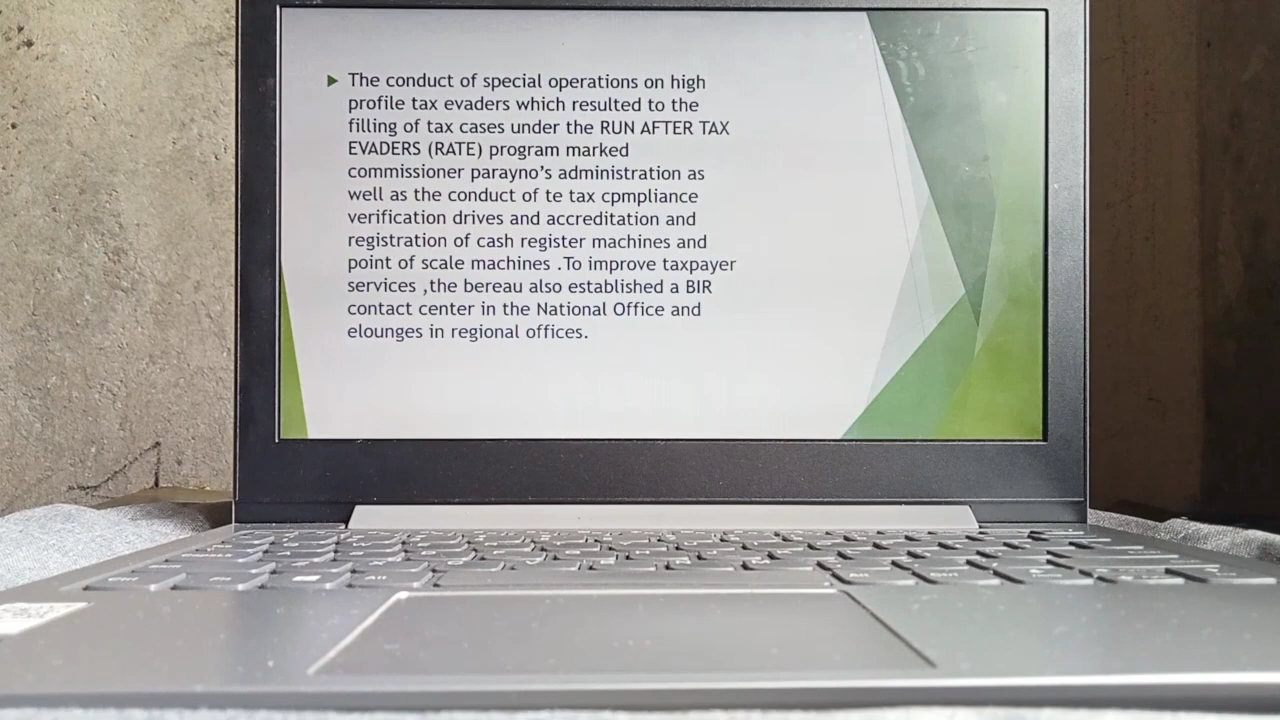 The conduct of special operations on high
profile tax evaders which resulted to the
filling of tax cases under the RUN AFTER TAX
EVADERS (RATE) program marked
commissioner parayno's administration as
well as the conduct of te tax cpmpliance
verification drives and accreditation and
registration of cash register machines and
point of scale machines .To improve taxpayer
services ,the bereau also established a BIR
contact center in the National Office and
elounges in regional offices.